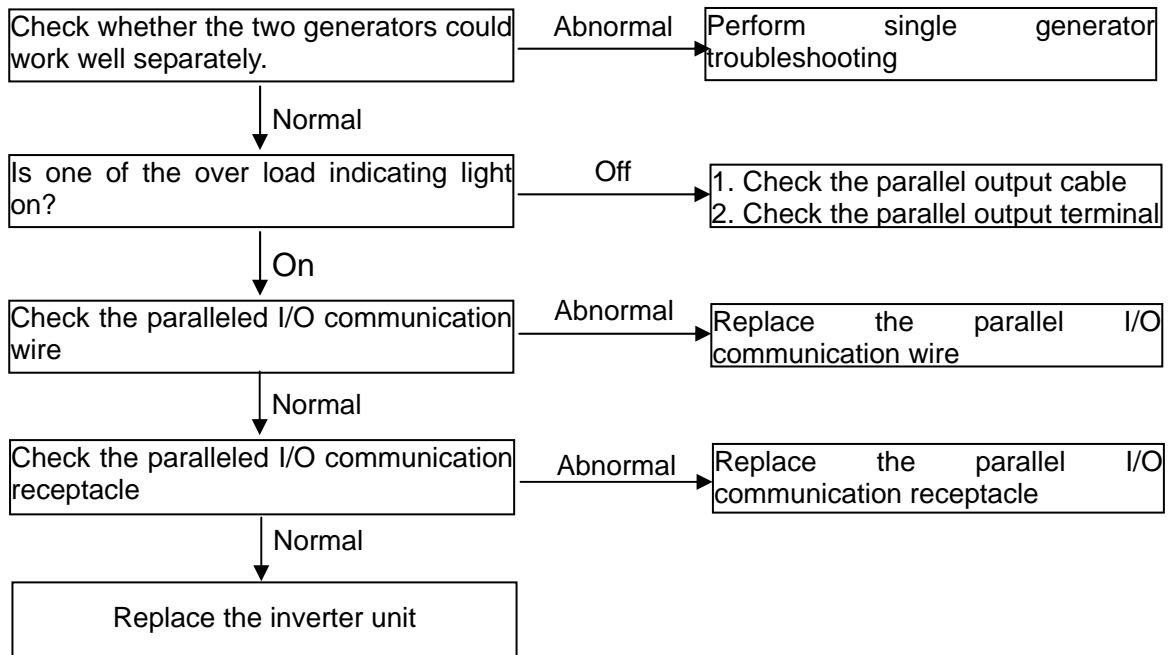 Check whether the two generators could
work well separately.
Abnormal
Perform single generator
troubleshooting
Normal
Is one of the over load indicating light
on?
Off
1. Check the parallel output cable
2. Check the parallel output terminal
On
Check the paralleled I/O communication
wire
Abnormal
Replace the parallel I/O
communication wire
Normal
Check the paralleled I/O communication
receptacle
Abnormal
Replace the parallel I/O
communication receptacle
Normal
Replace the inverter unit